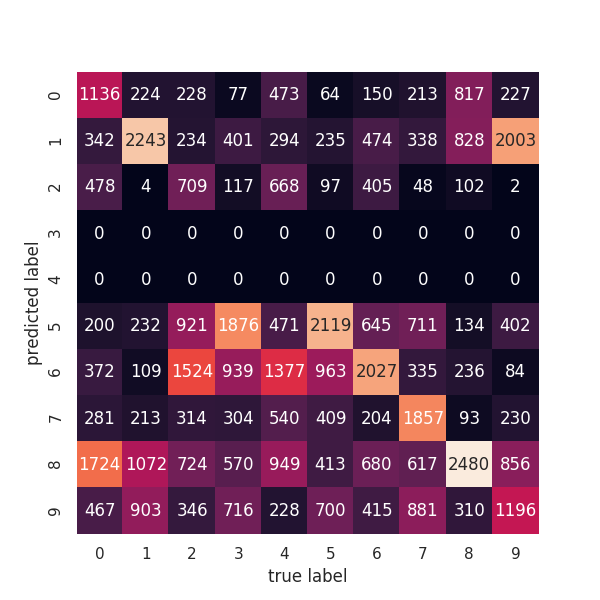 0 1136 224 228 77 473 64 150 213 817 227
1 342 2243 234 401 294 235 474 338 828 2003
2 478 4 709 117 668 97 405 48 102 2
3 0 0 0 0 0 0 0 0 0 0
4 0 0 0 0 0 0 0 0 0 0
5 200 232 921 1876 471 2119 645 711 134 402
6 372 109 1524 939 1377 963 2027 335 236 84
7 281 213 314 304 540 409 204 1857 93 230
8 1724 1072 724 570 949 413 680 617 2480 856
9 467 903 346 716 228 700 415 881 310 1196
0 1 2 3 4 5 6 7 8 9
true label
predicted label